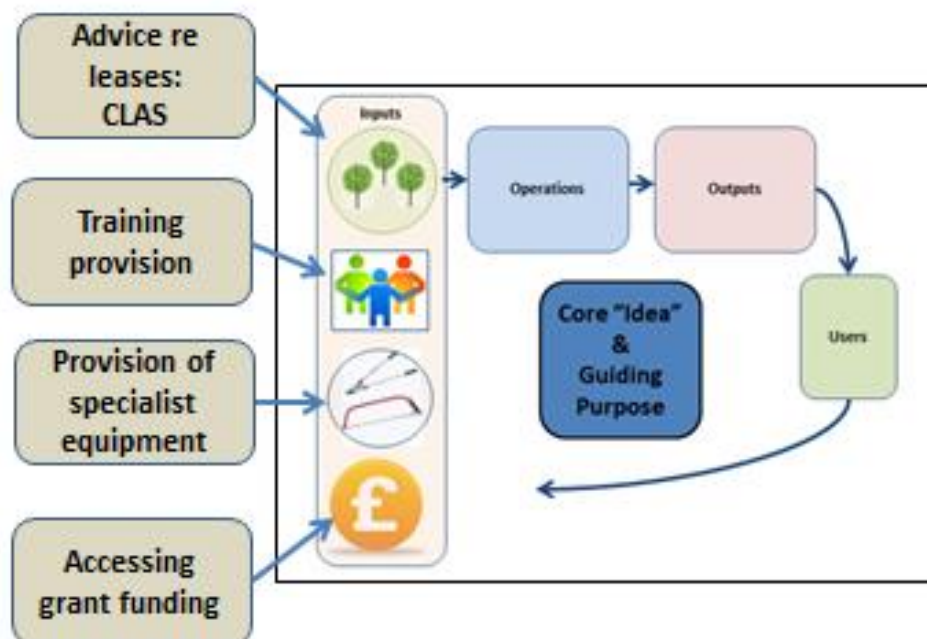 Advice re
leases:
CLAS
Training
provision
Provision of
specialist
equipment
Accessing
grant funding
Inputs
£
Operations
Outputs
Core "Idea"
&
Guiding
Purpose
Users